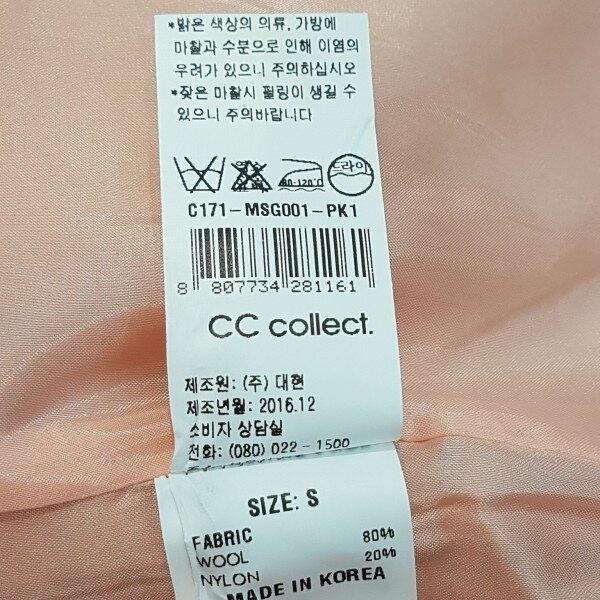 *밝은 색상의 의류, 가방에
마찰과 수분으로 인해 이염의
우려가 있으니 주의하십시오
*잦은 마찰시 필링이 생길 수
있으니 주의바랍니다
80-120℃ 드라이
C171-MSG001-PK1
8 807734 281161
CC collect.
제조원: (주) 대현
제조년월: 2016.12
소비자 상담실
전화: (080) 022 - 1500
SIZE: S
FABRIC
WOOL 80%
NYLON 20%
MADE IN KOREA